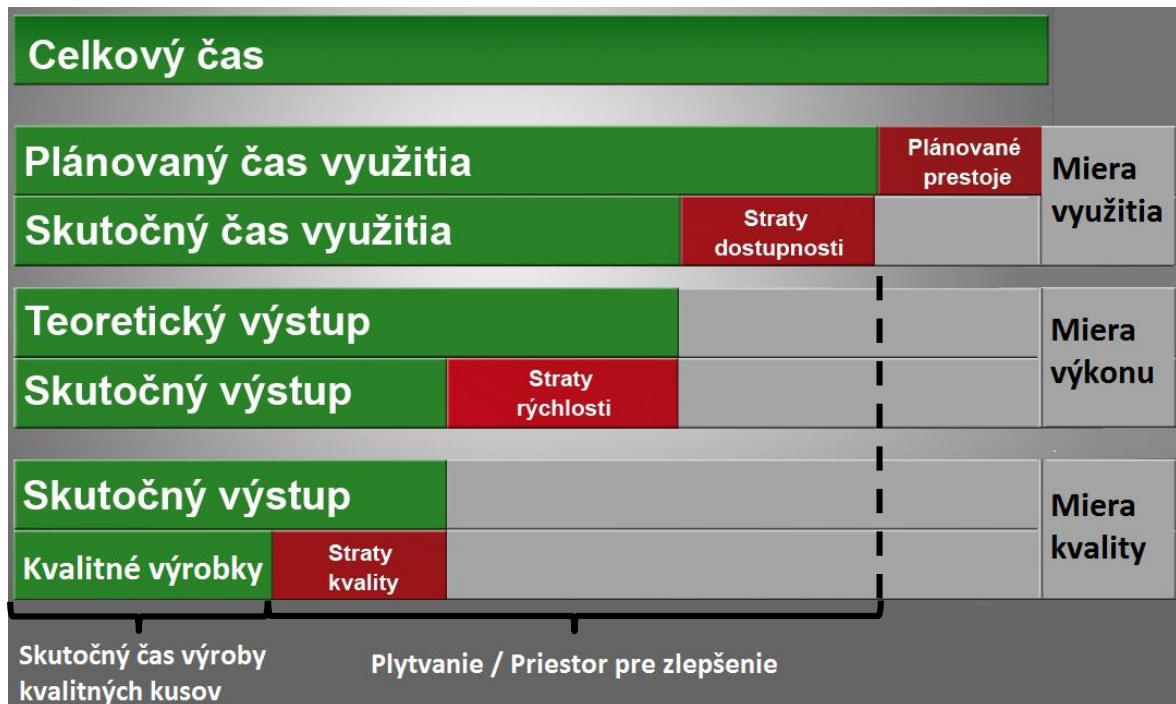 Celkový čas
Plánovaný čas využitia
Plánované
prestoje
Miera
využitia
Skutočný čas využitia
Straty
dostupnosti
Teoretický výstup
Miera
výkonu
Skutočný výstup
Straty
rýchlosti
Skutočný výstup
Miera
kvality
Kvalitné výrobky
Straty
kvality
Skutočný čas výroby
kvalitných kusov
Plytvanie / Priestor pre zlepšenie